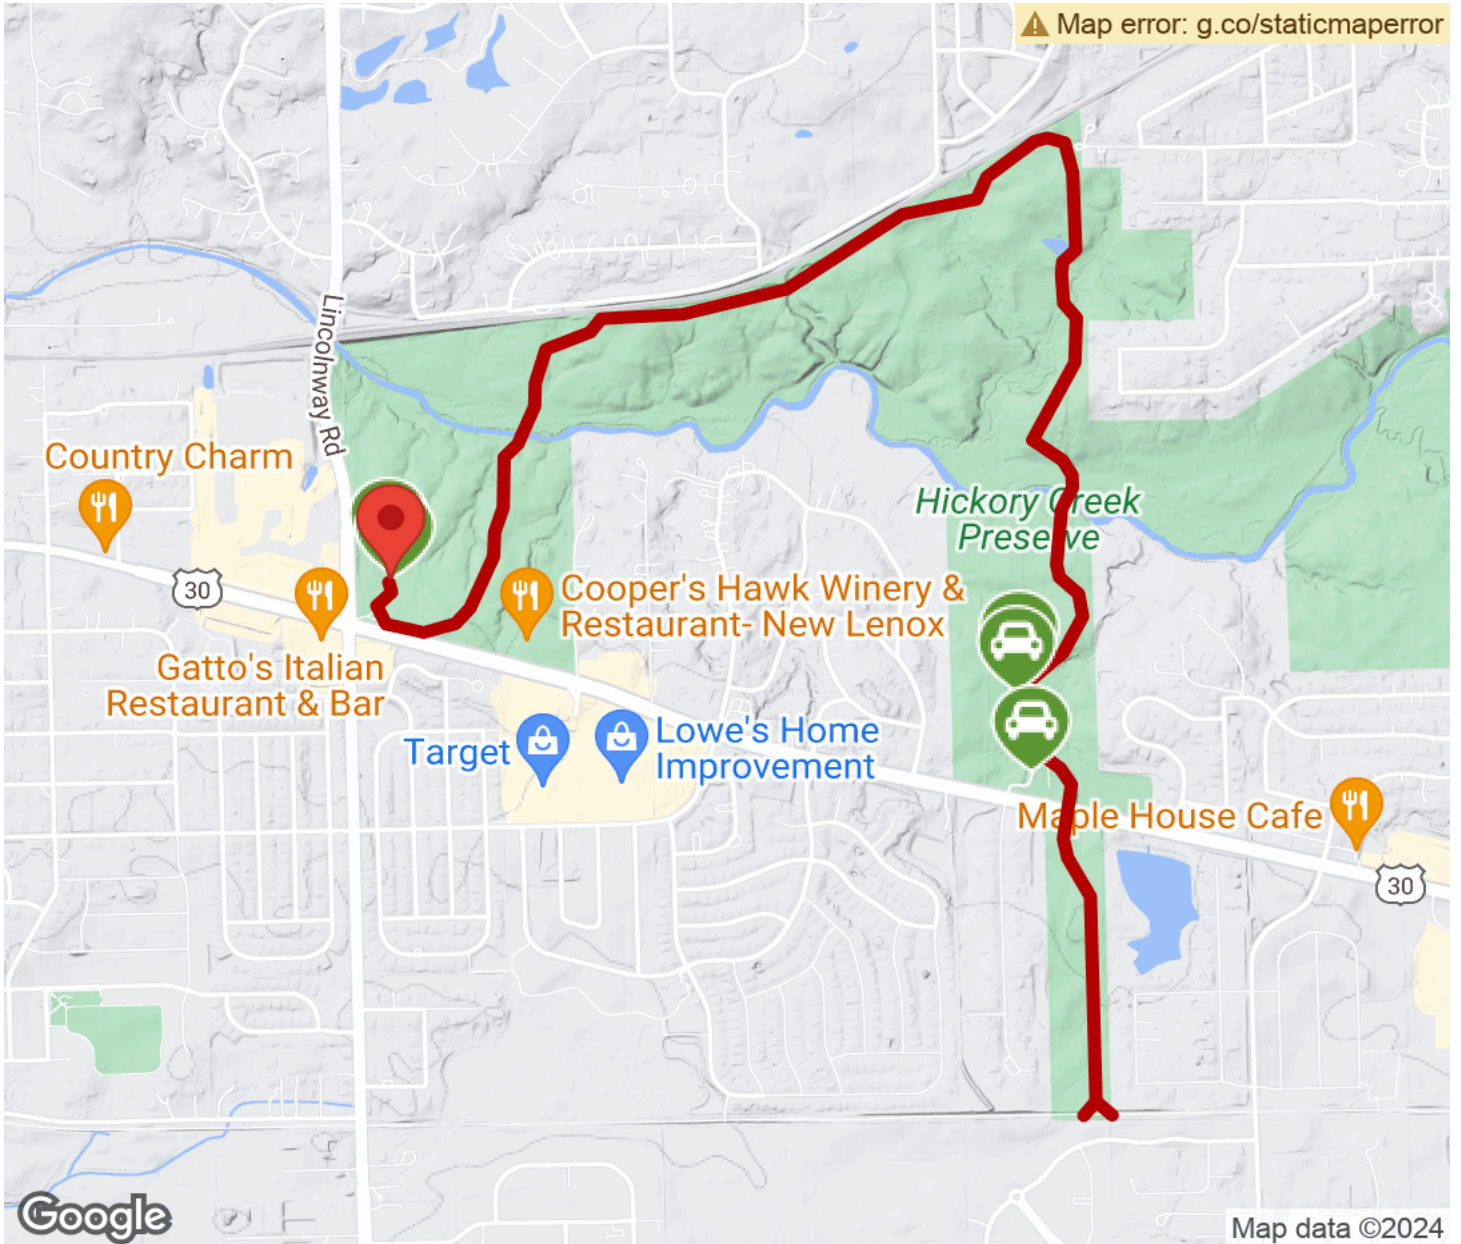 Map error: g.co/staticmaperror
Lincolnway Rd
Country Charm
Hickory Creek
Preserve
30
Cooper's Hawk Winery &
Restaurant- New Lenox
Gatto's Italian
Restaurant & Bar
Target
Lowe's Home
Improvement
Maple House Cafe
30
Google
Map data ©2024